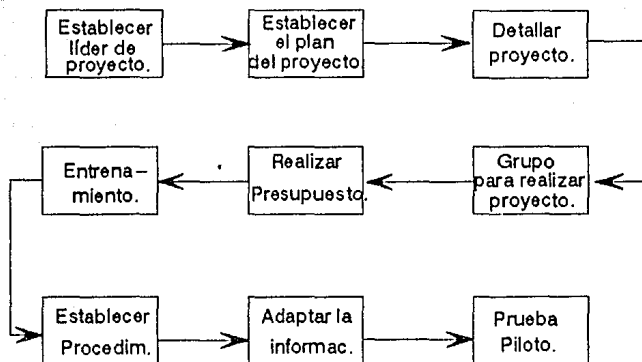 Establecer
líder de
proyecto.
Establecer
el plan
del proyecto
Detallar
proyecto.
Grupo
para realizar
proyecto.
Realizar
Presupuesto.
Entrena-
miento.
Establecer
Procedim.
Adaptar la
informac.
Prueba
Piloto.